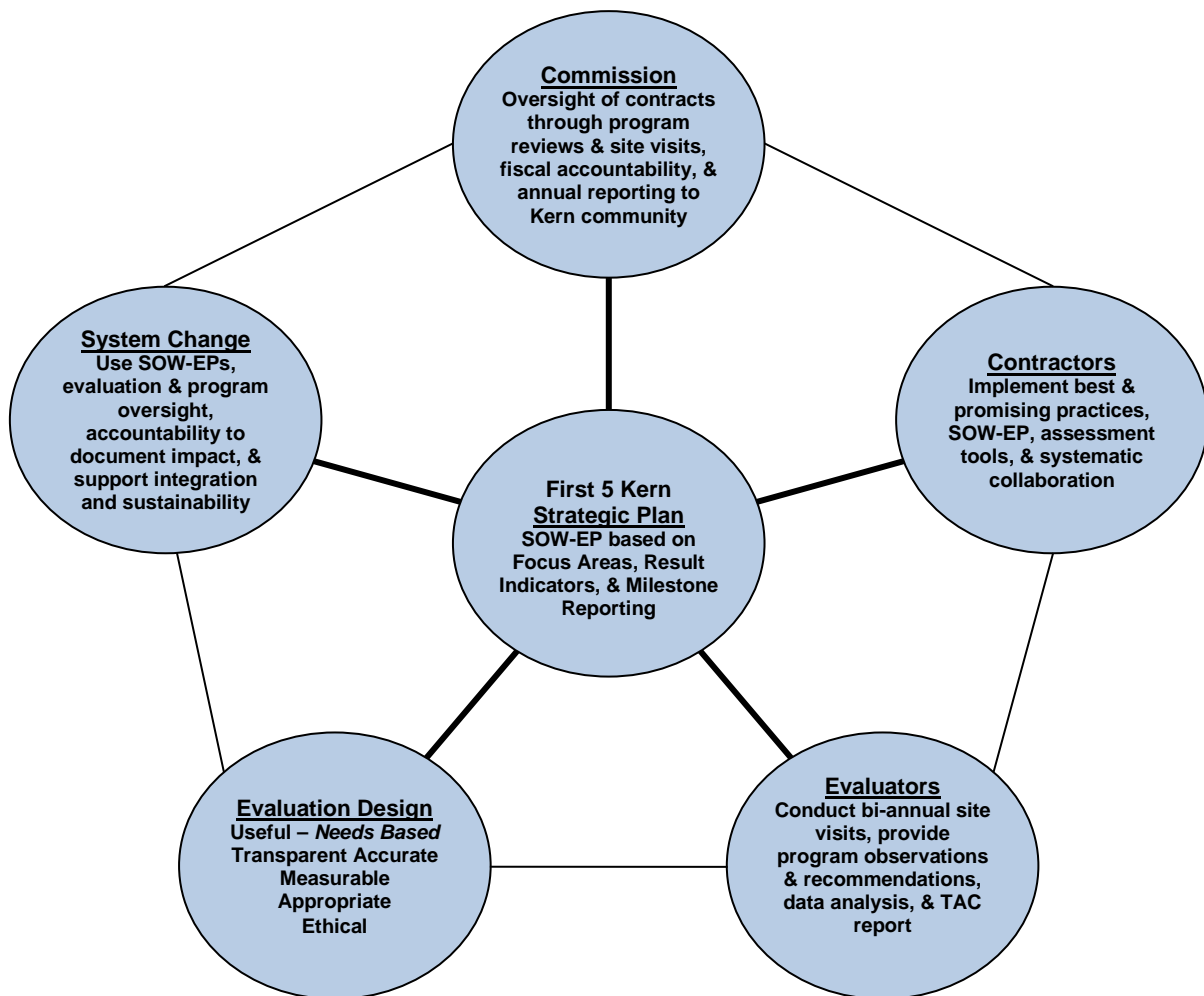 Commission
Oversight of contracts
through program
reviews & site visits,
fiscal accountability, &
annual reporting to
Kern community
System Change
Use SOW-EPs,
evaluation & program
oversight,
accountability to
document impact, &
support integration
and sustainability
Contractors
Implement best &
promising practices,
SOW-EP, assessment
tools, & systematic
collaboration
First 5 Kern
Strategic Plan
SOW-EP based on
Focus Areas, Result
Indicators, & Milestone
Reporting
Evaluation Design
Useful – Needs Based
Transparent Accurate
Measurable
Appropriate
Ethical
Evaluators
Conduct bi-annual site
visits, provide
program observations
& recommendations,
data analysis, & TAC
report